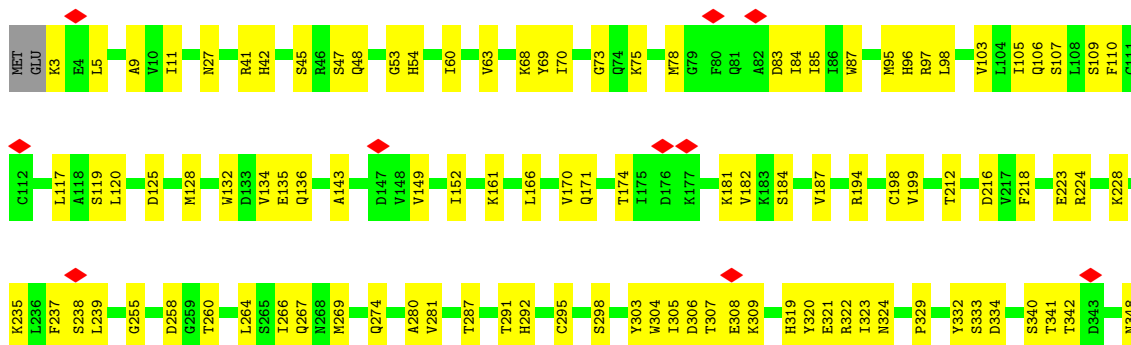 MET GLU K3 E4 L5 A9 V10 I11 N27 R41 H42 S45 R46 S47 Q48 G53 H54 I60 V63 K68 Y69 I70 G73 Q74 K75 M78 G79 F80 Q81 A82 D83 I84 I85 I86 W87 M95 H96 R97 L98 V103 L104 I105 Q106 S107 L108 S109 F110 C111
C112 L117 A118 S119 L120 D125 M128 W132 D133 V134 E135 Q136 A143 D147 V148 V149 I152 K161 L166 V170 Q171 T174 I175 D176 K177 K181 V182 K183 S184 V187 R194 C198 V199 T212 D216 V217 F218 E223 R224 K228
K235 L236 F237 S238 L239 G255 D258 G259 T260 L264 S265 I266 Q267 N268 M269 Q274 A280 V281 T287 T291 H292 C295 S298 Y303 W304 I305 D306 T307 E308 K309 H319 Y320 E321 R322 I323 N324 P329 Y332 S333 D334 S340 T341 T342 D343 N348